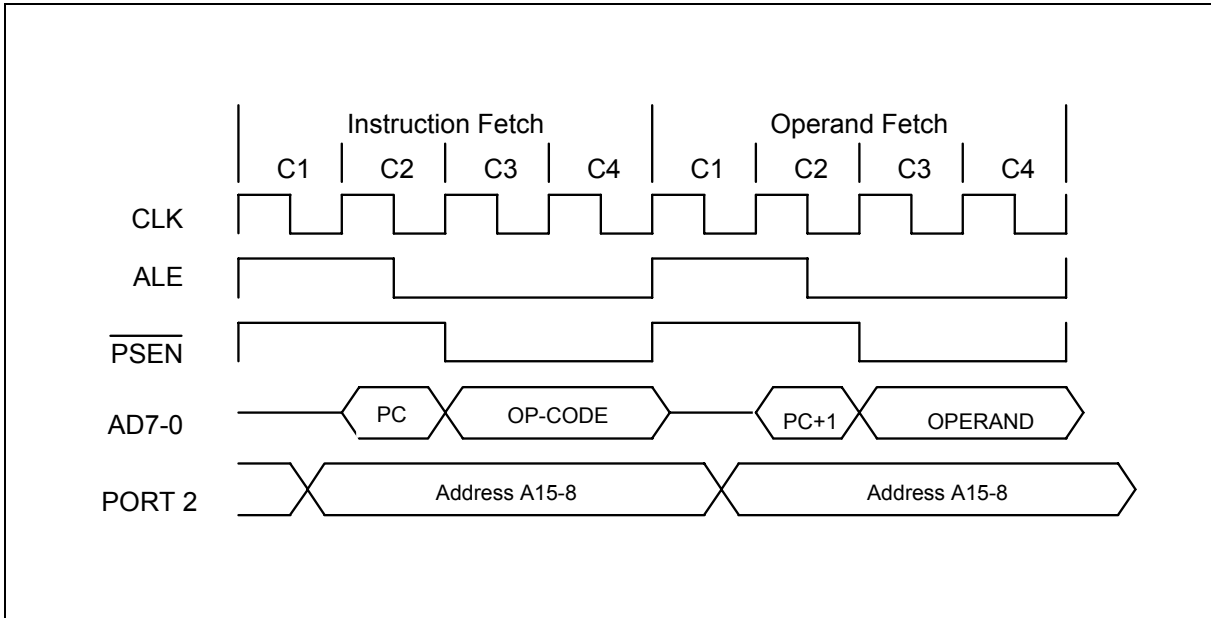 Instruction Fetch Operand Fetch
C1 C2 C3 C4 C1 C2 C3 C4
CLK
ALE
PSEN
AD7-0 PC OP-CODE PC+1 OPERAND
PORT 2 Address A15-8 Address A15-8